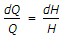 dQ/Q = dH/H